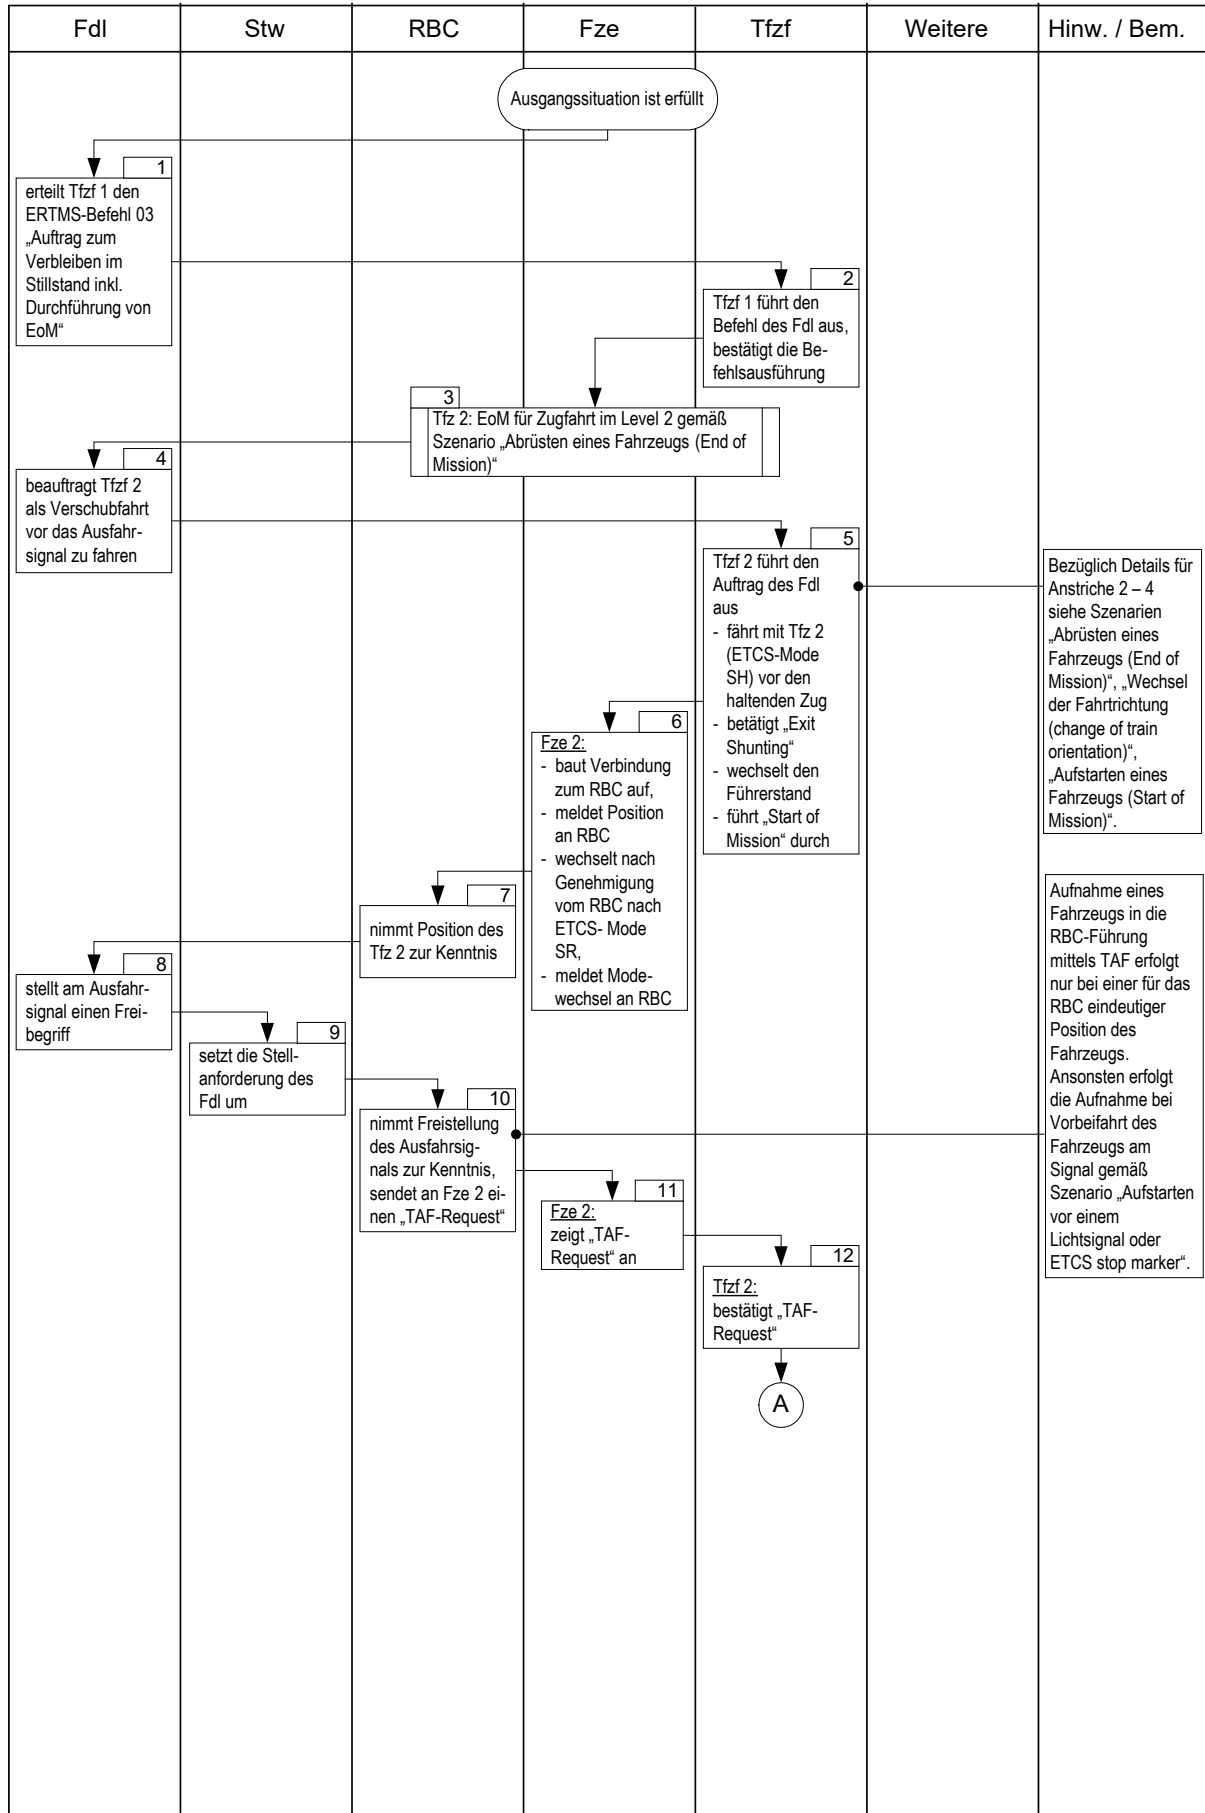 Fdl
Stw
RBC
Fze
Tfzf
Weitere
Hinw. / Bem.
Ausgangssituation ist erfüllt
1
erteilt Tfzf 1 den
ERTMS-Befehl 03
„Auftrag zum
Verbleiben im
Stillstand inkl.
Durchführung von
EoM“
2
Tfzf 1 führt den
Befehl des Fdl aus,
bestätigt die Be-
fehlsausführung
3
Tfz 2: EoM für Zugfahrt im Level 2 gemäß
Szenario „Abrüsten eines Fahrzeugs (End of
Mission)“
4
beauftragt Tfzf 2
als Verschubfahrt
vor das Ausfahr-
signal zu fahren
5
Tfzf 2 führt den
Auftrag des Fdl
aus
- fährt mit Tfz 2
(ETCS-Mode
SH) vor den
haltenden Zug
- betätigt „Exit
Shunting“
- wechselt den
Führerstand
- führt „Start of
Mission“ durch
Bezüglich Details für
Anstriche 2 – 4
siehe Szenarien
„Abrüsten eines
Fahrzeugs (End of
Mission)“, „Wechsel
der Fahrtrichtung
(change of train
orientation)“,
„Aufstarten eines
Fahrzeugs (Start of
Mission)“.
6
Fze 2:
- baut Verbindung
zum RBC auf,
- meldet Position
an RBC
- wechselt nach
Genehmigung
vom RBC nach
ETCS- Mode
SR,
- meldet Mode-
wechsel an RBC
7
nimmt Position des
Tfz 2 zur Kenntnis
8
stellt am Ausfahr-
signal einen Frei-
begriff
9
setzt die Stell-
anforderung des
Fdl um
10
nimmt Freistellung
des Ausfahrsig-
nals zur Kenntnis,
sendet an Fze 2 ei-
nen „TAF-Request“
Aufnahme eines
Fahrzeugs in die
RBC-Führung
mittels TAF erfolgt
nur bei einer für das
RBC eindeutiger
Position des
Fahrzeugs.
Ansonsten erfolgt
die Aufnahme bei
Vorbeifahrt des
Fahrzeugs am
Signal gemäß
Szenario „Aufstarten
vor einem
Lichtsignal oder
ETCS stop marker“.
11
Fze 2:
zeigt „TAF-
Request“ an
12
Tfzf 2:
bestätigt „TAF-
Request“
A